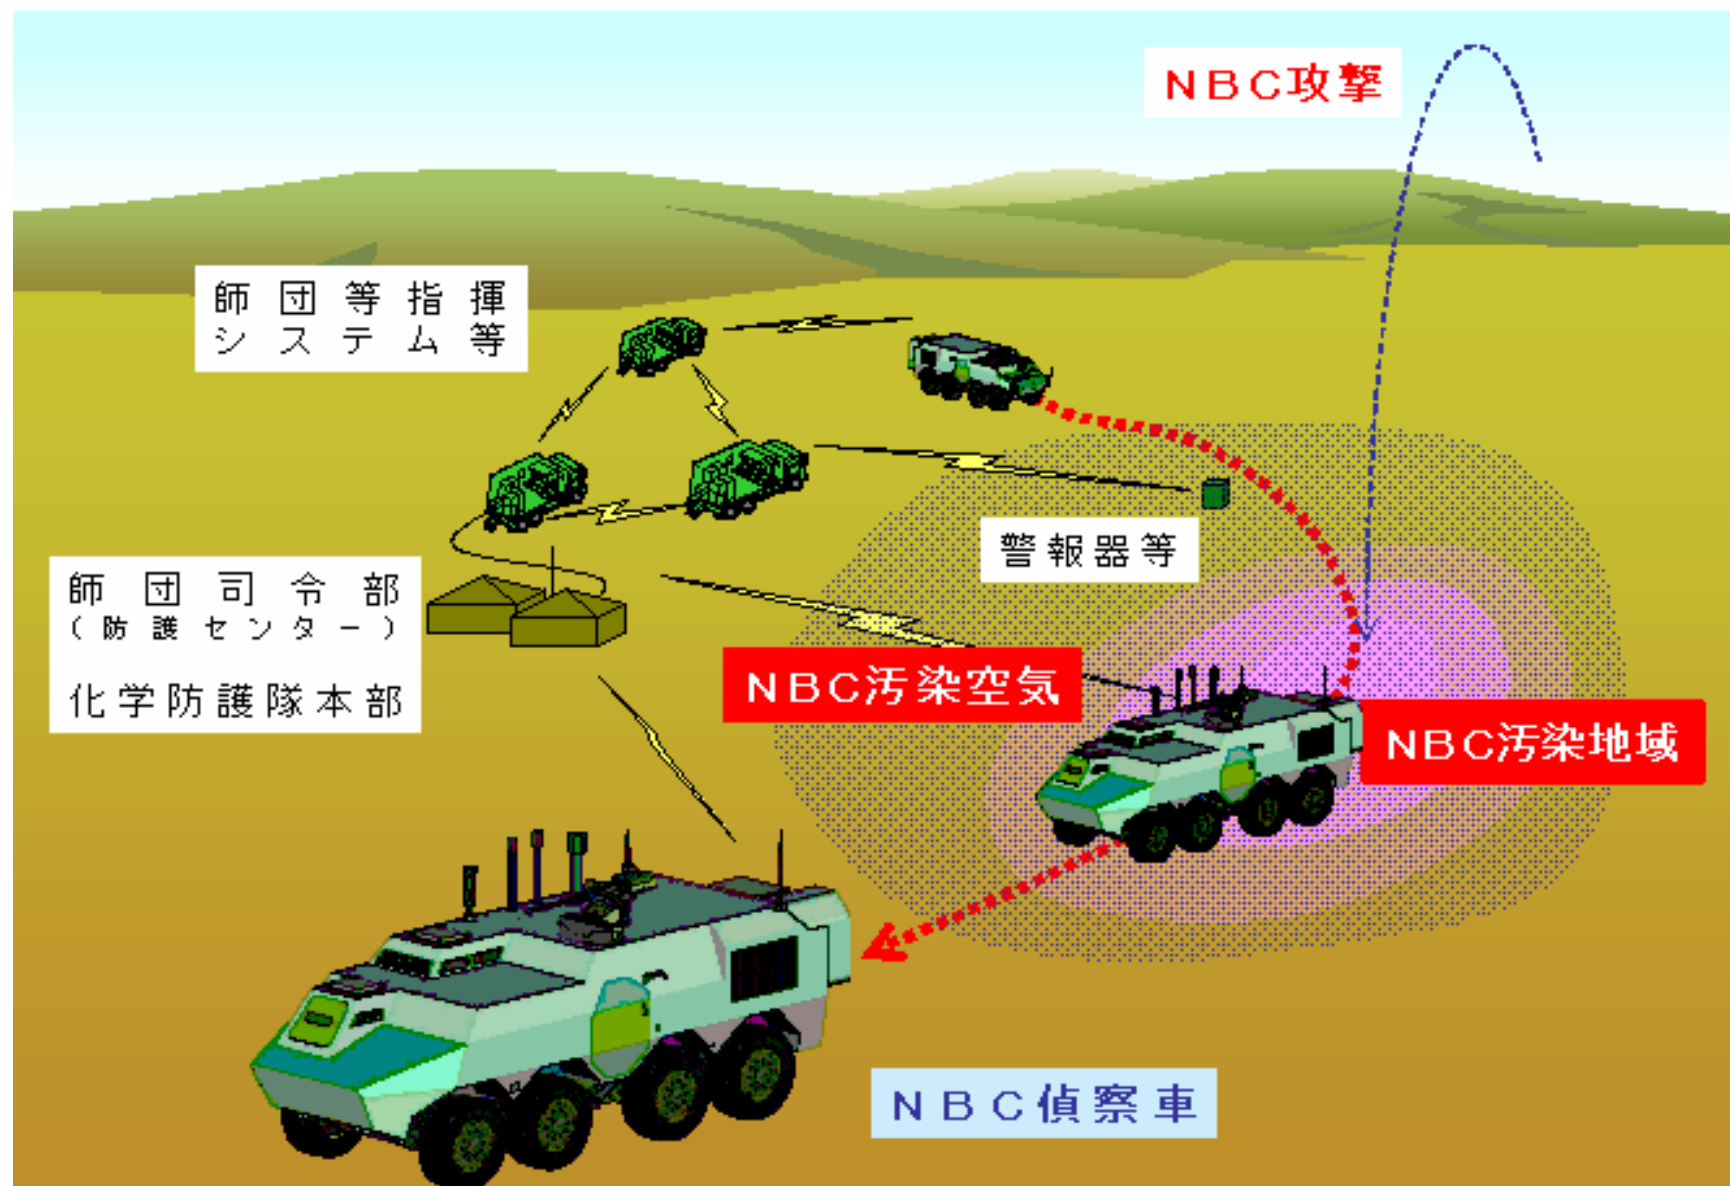 NBC攻撃
師団等指揮
システム等
警報器等
師団司令部
(防護センター)
化学防護隊本部
NBC汚染空気
NBC汚染地域
NBC偵察車